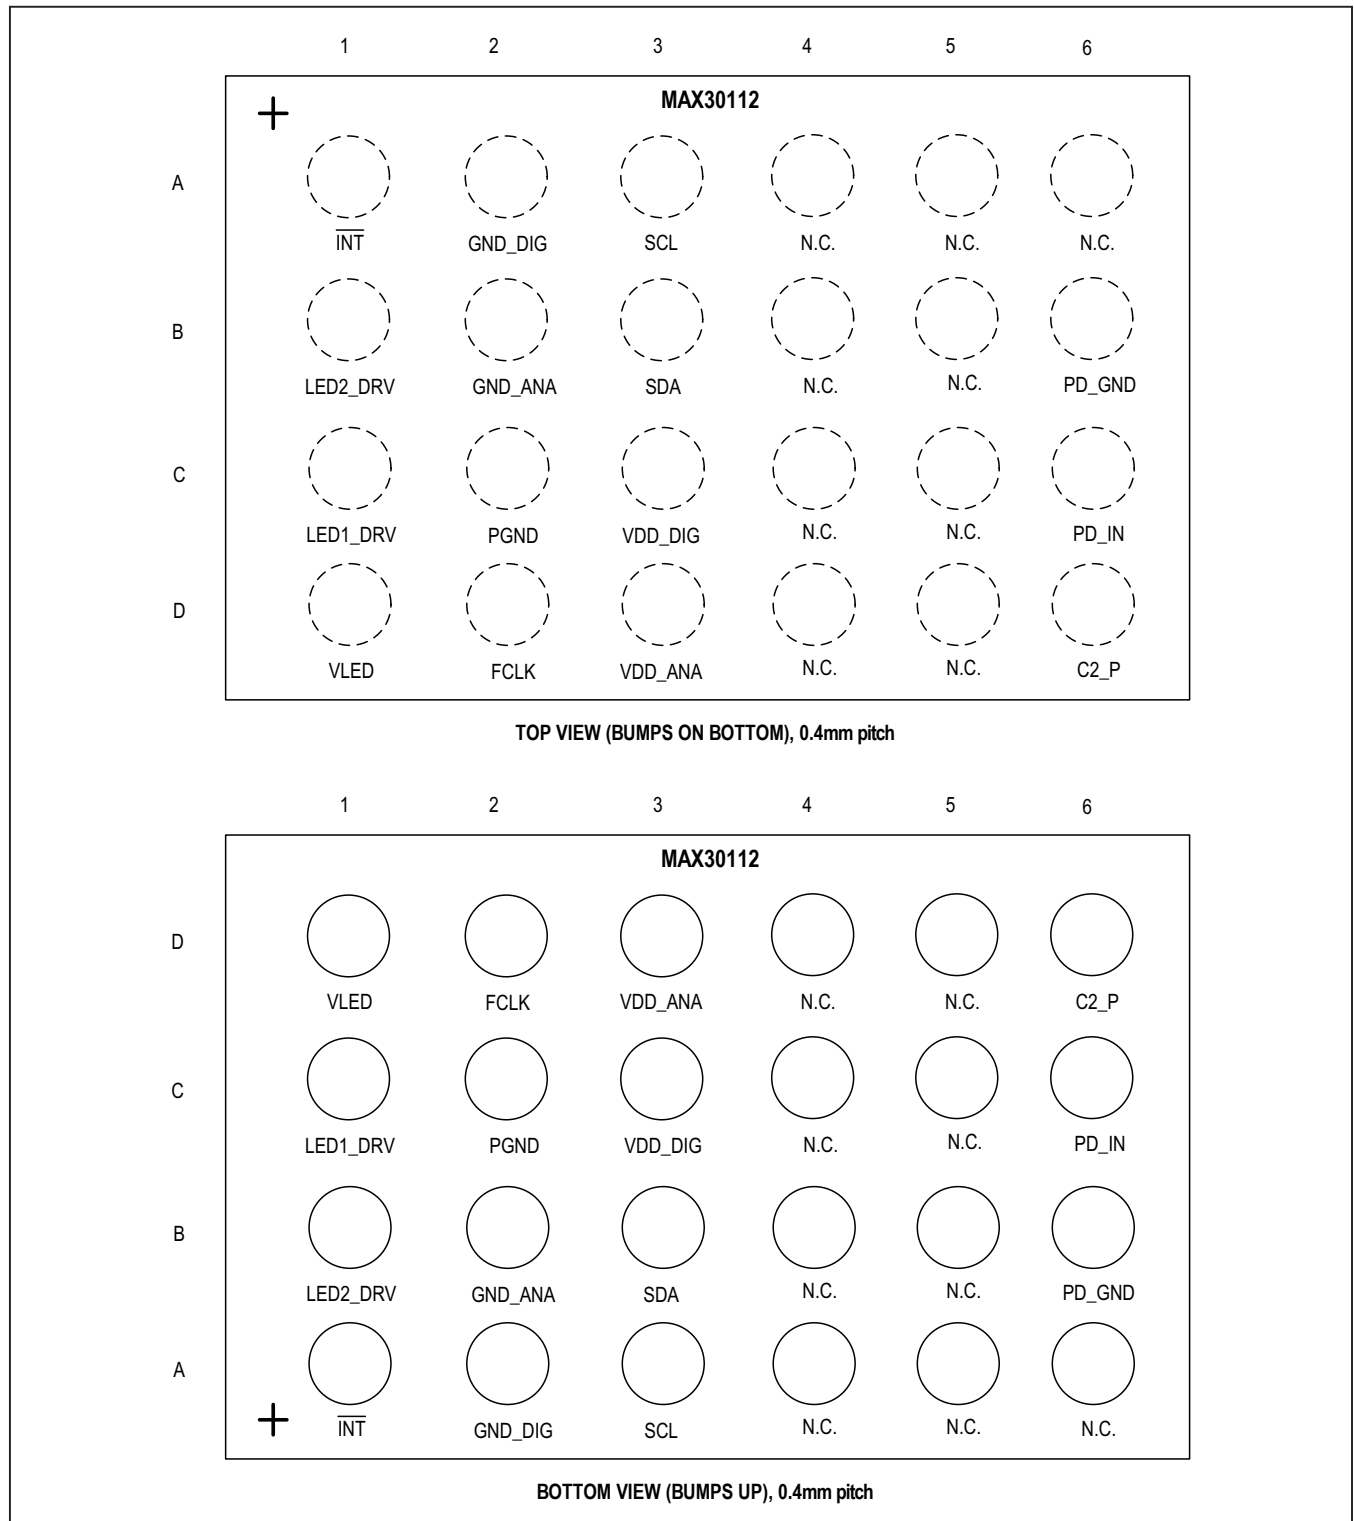 1 2 3 4 5 6
MAX30112
A
INT GND_DIG SCL N.C. N.C. N.C.
B
LED2_DRV GND_ANA SDA N.C. N.C. PD_GND
C
LED1_DRV PGND VDD_DIG N.C. N.C. PD_IN
D
VLED FCLK VDD_ANA N.C. N.C. C2_P
TOP VIEW (BUMPS ON BOTTOM), 0.4mm pitch
1 2 3 4 5 6
MAX30112
D
VLED FCLK VDD_ANA N.C. N.C. C2_P
C
LED1_DRV PGND VDD_DIG N.C. N.C. PD_IN
B
LED2_DRV GND_ANA SDA N.C. N.C. PD_GND
A
INT GND_DIG SCL N.C. N.C. N.C.
BOTTOM VIEW (BUMPS UP), 0.4mm pitch